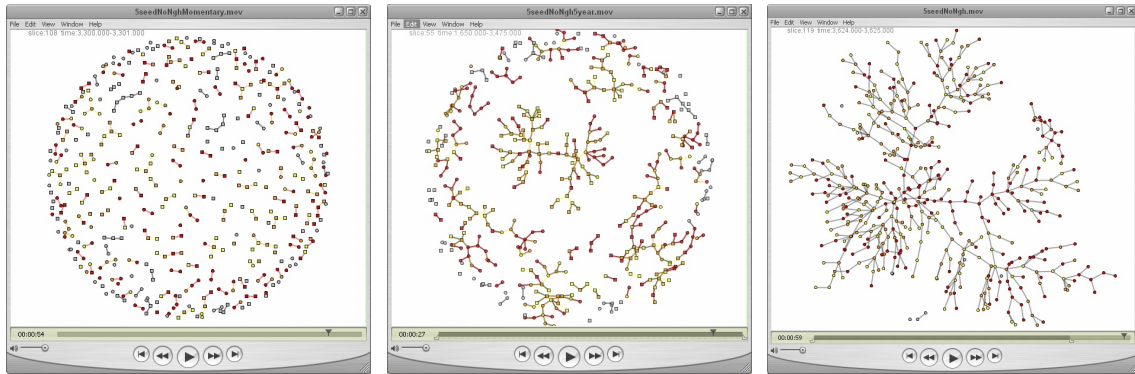 5seedNoNghMomentary.mov
File Edit View Window Help
slice:108 time:3,300.000-3,301.000
00:00:54
5seedNoNgh5year.mov
File Edit View Window Help
slice:55 time:1,650.000-3,475.000
00:00:27
5seedNoNgh.mov
File Edit View Window Help
slice:119 time:3,624.000-3,625.000
00:00:59